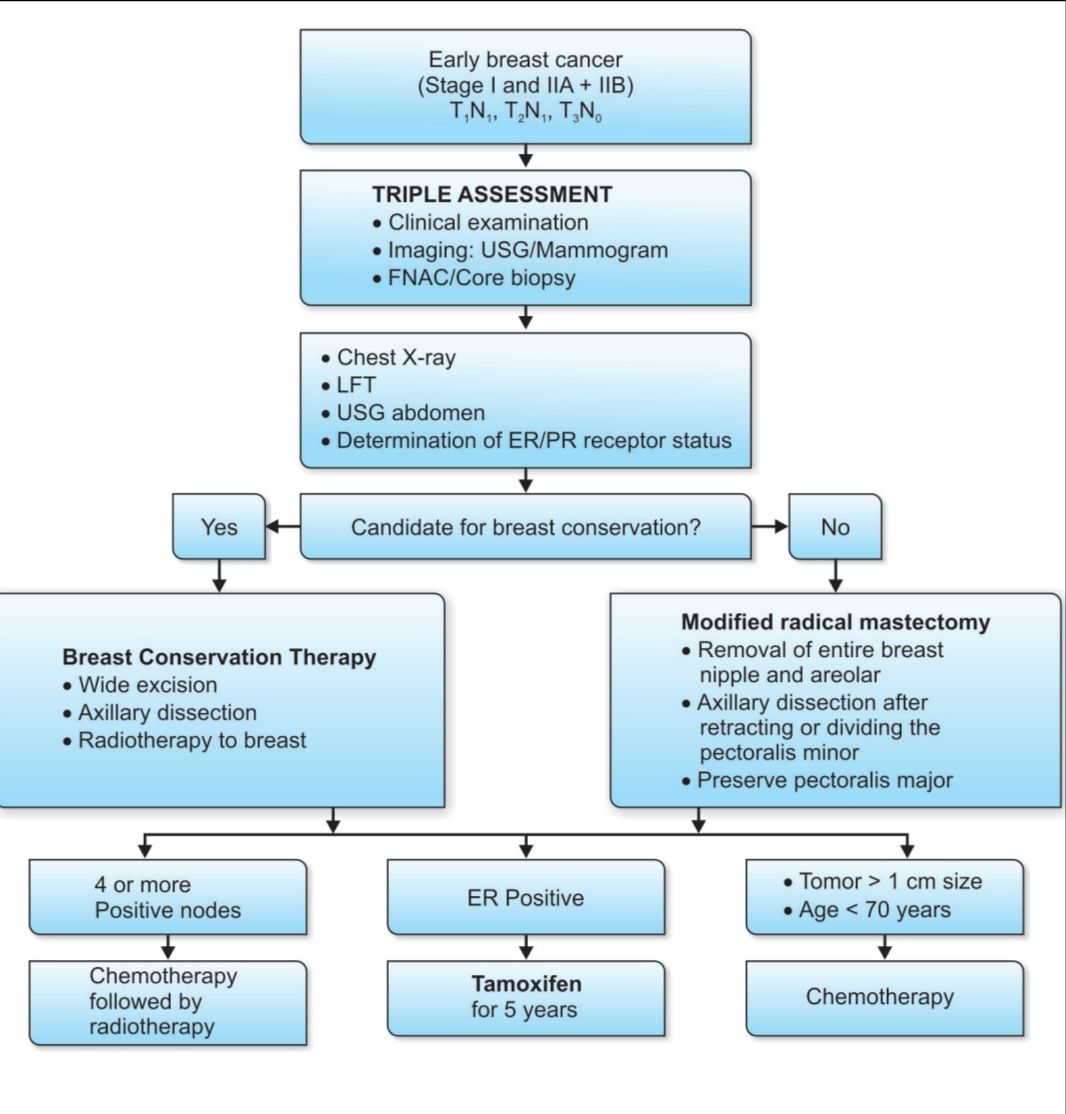 Early breast cancer
(Stage I and IIA + IIB)
T₁N₁, T₂N₁, T₃N₀
TRIPLE ASSESSMENT
• Clinical examination
• Imaging: USG/Mammogram
• FNAC/Core biopsy
• Chest X-ray
• LFT
• USG abdomen
• Determination of ER/PR receptor status
Yes
Candidate for breast conservation?
No
Breast Conservation Therapy
• Wide excision
• Axillary dissection
• Radiotherapy to breast
Modified radical mastectomy
• Removal of entire breast
nipple and areolar
• Axillary dissection after
retracting or dividing the
pectoralis minor
• Preserve pectoralis major
4 or more
Positive nodes
ER Positive
• Tomor > 1 cm size
• Age < 70 years
Chemotherapy
followed by
radiotherapy
Tamoxifen
for 5 years
Chemotherapy